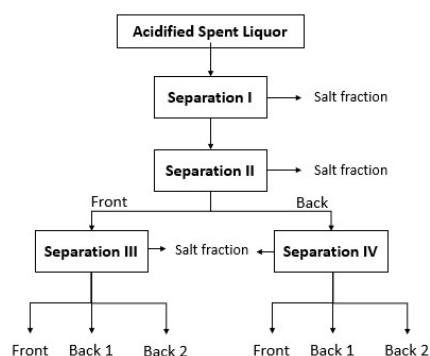 Acidified Spent Liquor
Separation I
Salt fraction
Separation II
Salt fraction
Front
Back
Separation III
Salt fraction
Separation IV
Front
Back 1
Back 2
Front
Back 1
Back 2